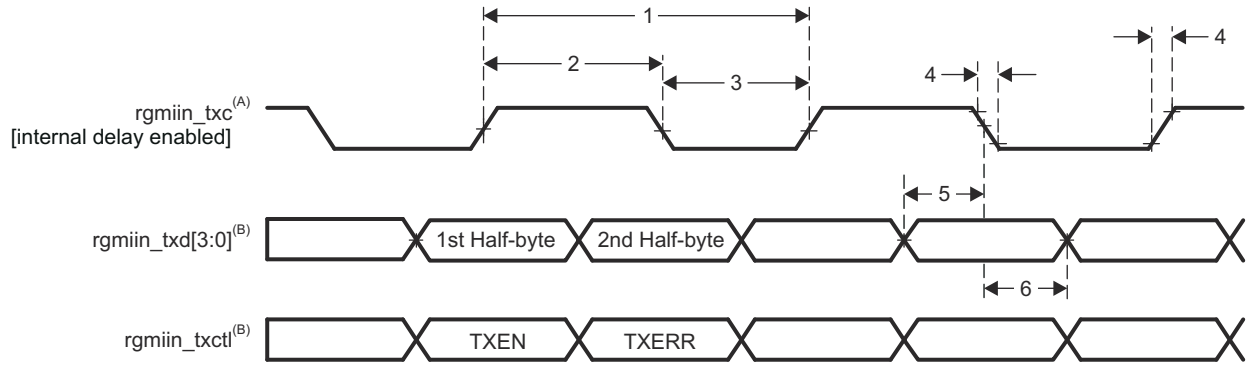 1
2
3
4
4
rgmiin_txc(A)
[internal delay enabled]
5
rgmiin_txd[3:0](B)
1st Half-byte
2nd Half-byte
6
rgmiin_txctl(B)
TXEN
TXERR